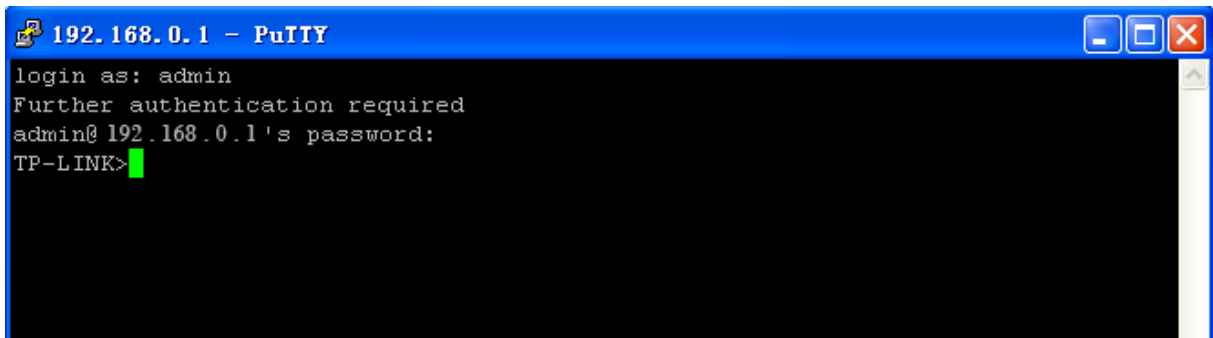 192.168.0.1 - PuTTY
login as: admin
Further authentication required
admin@192.168.0.1's password:
TP-LINK>